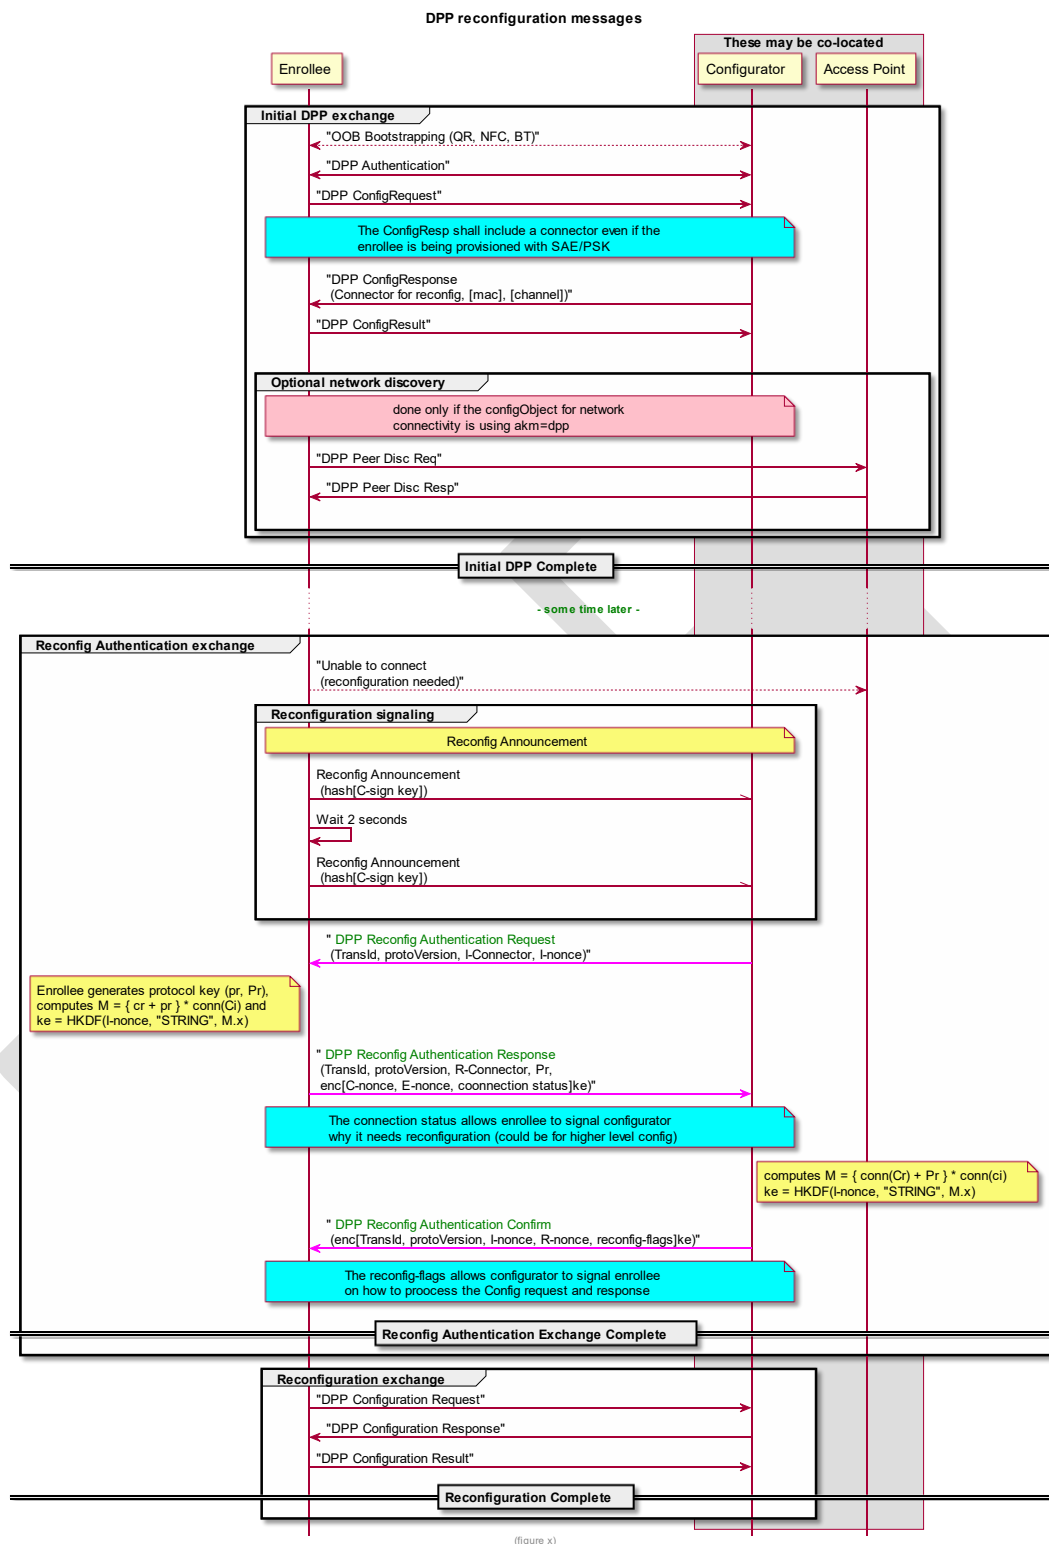 DPP reconfiguration messages
These may be co-located
Enrollee
Configurator
Access Point
Initial DPP exchange
"OOB Bootstrapping (QR, NFC, BT)"
"DPP Authentication"
"DPP ConfigRequest"
The ConfigResp shall include a connector even if the
enrollee is being provisioned with SAE/PSK
"DPP ConfigResponse
(Connector for reconfig, [mac], [channel])"
"DPP ConfigResult"
Optional network discovery
done only if the configObject for network
connectivity is using akm=dpp
"DPP Peer Disc Req"
"DPP Peer Disc Resp"
Initial DPP Complete
- some time later -
Reconfig Authentication exchange
"Unable to connect
(reconfiguration needed)"
Reconfiguration signaling
Reconfig Announcement
Reconfig Announcement
(hash[C-sign key])
Wait 2 seconds
Reconfig Announcement
(hash[C-sign key])
" DPP Reconfig Authentication Request
(TransId, protoVersion, I-Connector, I-nonce)"
Enrollee generates protocol key (pr, Pr),
computes M = { cr + pr } * conn(Ci) and
ke = HKDF(I-nonce, "STRING", M.x)
" DPP Reconfig Authentication Response
(TransId, protoVersion, R-Connector, Pr,
enc[C-nonce, E-nonce, coonnection status]ke)"
The connection status allows enrollee to signal configurator
why it needs reconfiguration (could be for higher level config)
computes M = { conn(Cr) + Pr } * conn(ci)
ke = HKDF(I-nonce, "STRING", M.x)
" DPP Reconfig Authentication Confirm
(enc[TransId, protoVersion, I-nonce, R-nonce, reconfig-flags]ke)"
The reconfig-flags allows configurator to signal enrollee
on how to proocess the Config request and response
Reconfig Authentication Exchange Complete
Reconfiguration exchange
"DPP Configuration Request"
"DPP Configuration Response"
"DPP Configuration Result"
Reconfiguration Complete
(figure x)